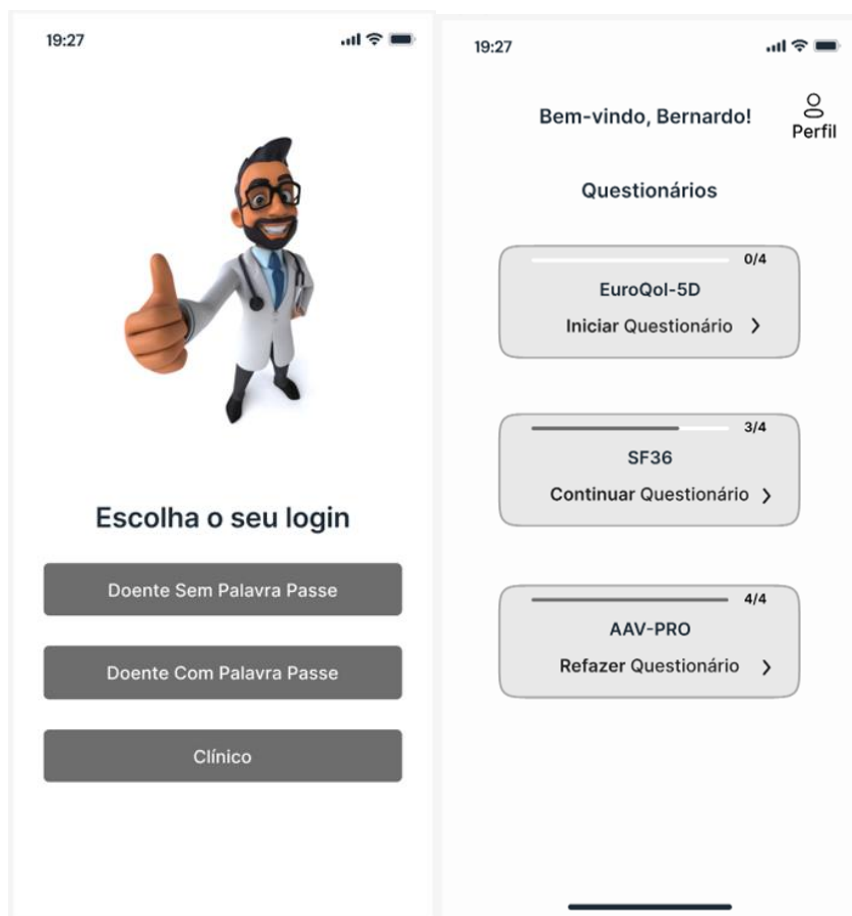 19:27
Escolha o seu login
Doente Sem Palavra Passe
Doente Com Palavra Passe
Clínico
19:27
Bem-vindo, Bernardo!
Perfil
Questionários
0/4
EuroQol-5D
Iniciar Questionário
3/4
SF36
Continuar Questionário
4/4
AAV-PRO
Refazer Questionário